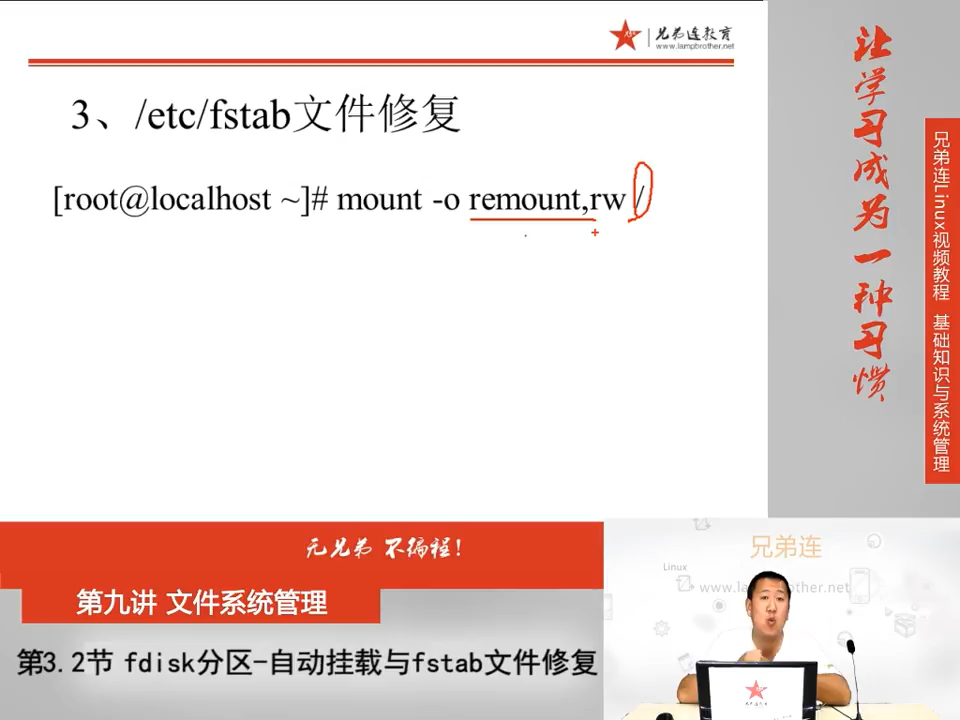 兄弟连教育
www.lampbrother.net
3、/etc/fstab文件修复
[root@localhost ~]# mount -o remount,rw /
让学习成为一种习惯
兄弟连Linux视频教程 基础知识与系统管理
无兄弟 不编程!
第九讲 文件系统管理
第3.2节 fdisk分区-自动挂载与fstab文件修复
兄弟连
Linux